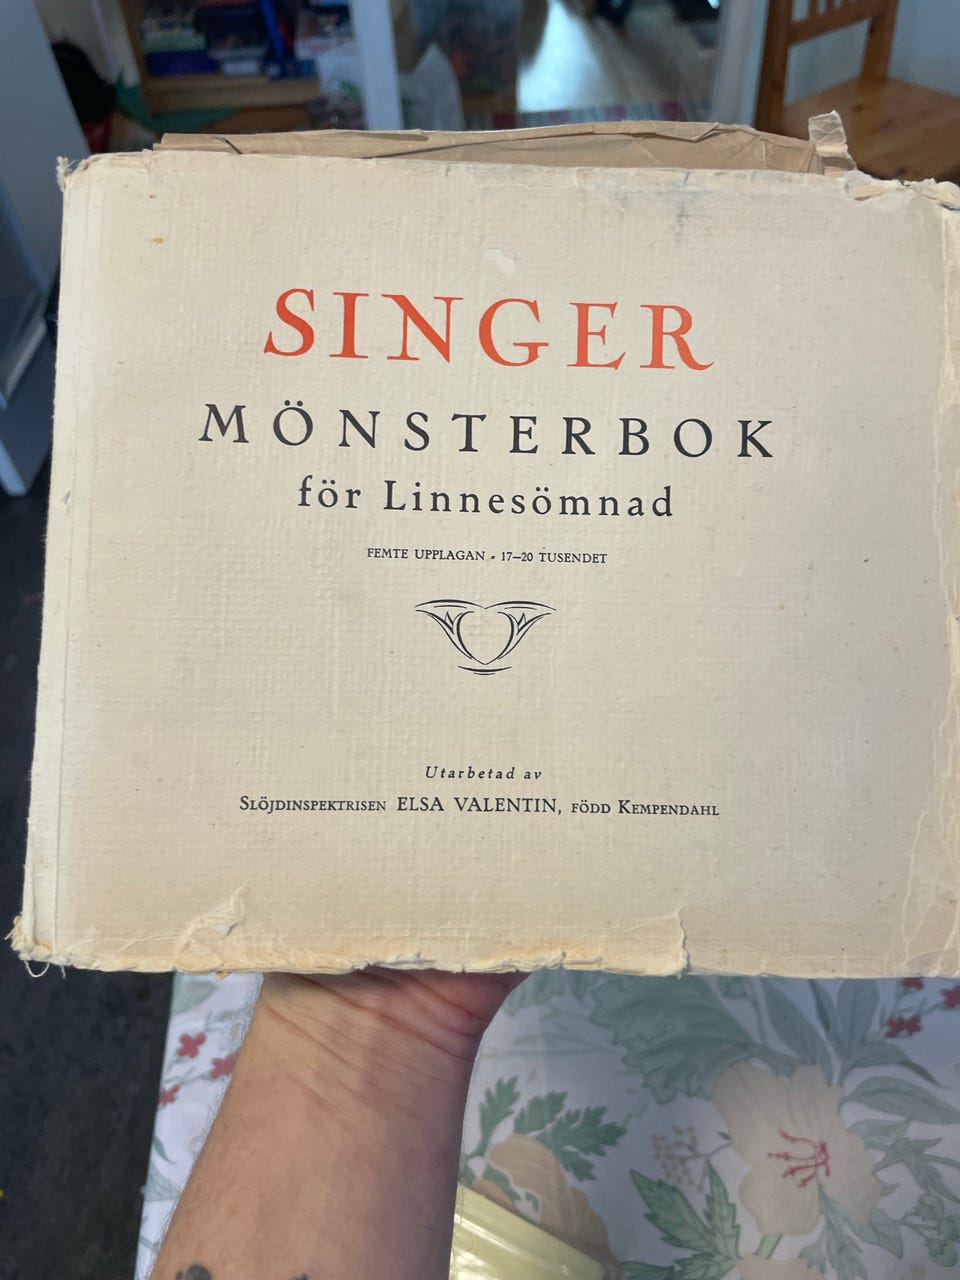 SINGER
MÖNSTERBOK
för Linnesömnad
FEMTE UPPLAGAN • 17–20 TUSENDET
Utarbetad av
Slöjdinspektrisen ELSA VALENTIN, född Kempendahl